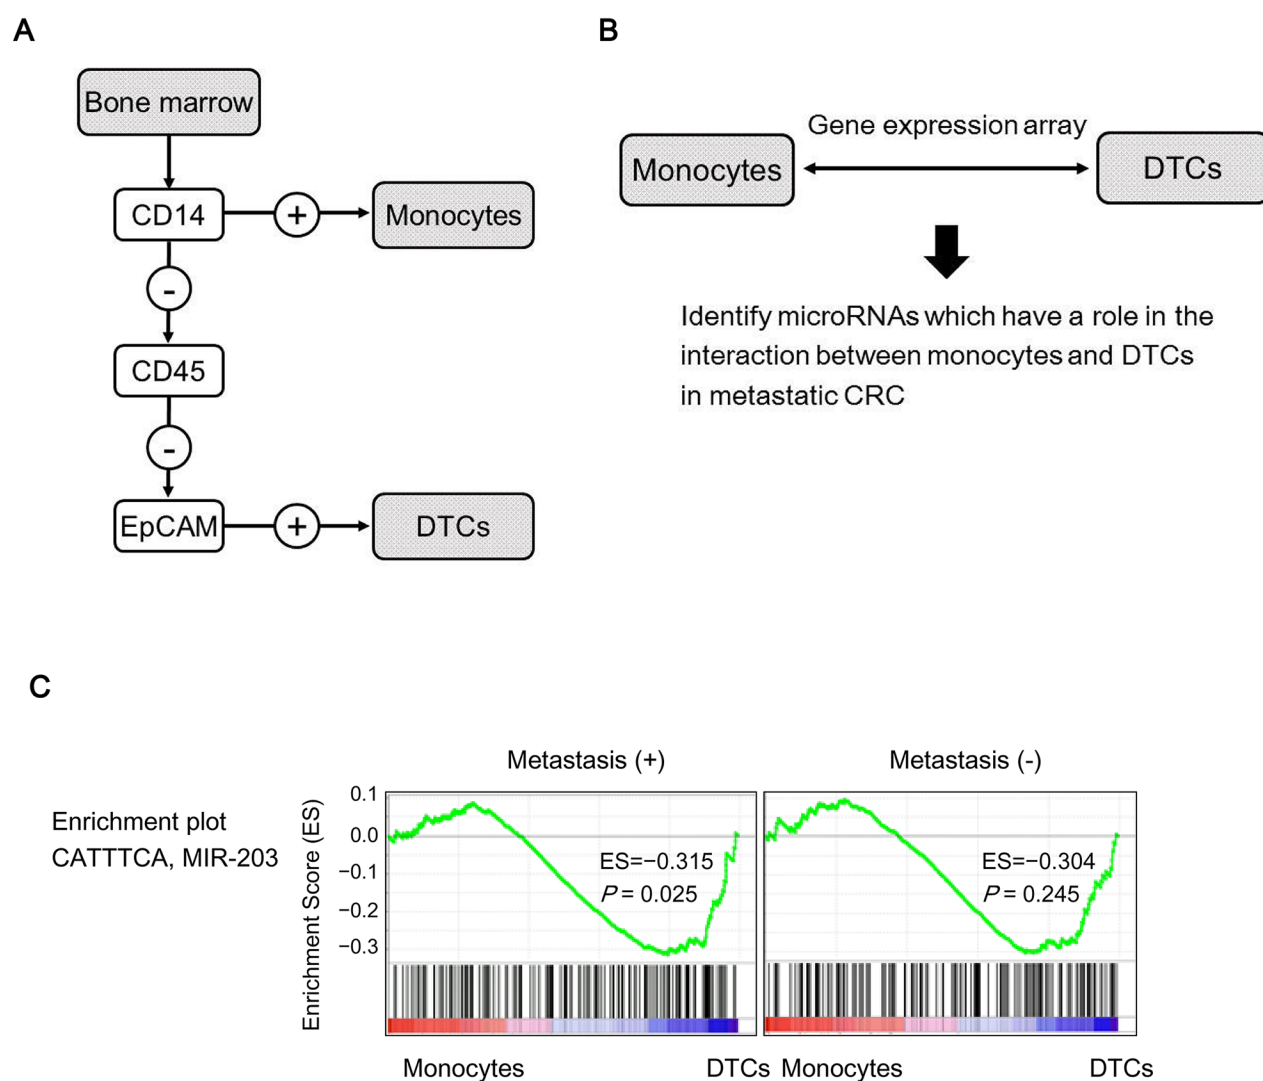 A
Bone marrow
CD14
+
Monocytes
-
CD45
-
EpCAM
+
DTCs
B
Gene expression array
Monocytes
DTCs
Identify microRNAs which have a role in the
interaction between monocytes and DTCs
in metastatic CRC
C
Enrichment plot
CATTTCA, MIR-203
Enrichment Score (ES)
Metastasis (+)
0.1
0.0
−0.1
−0.2
−0.3
ES=−0.315
P = 0.025
Monocytes
DTCs
Metastasis (-)
ES=−0.304
P = 0.245
Monocytes
DTCs